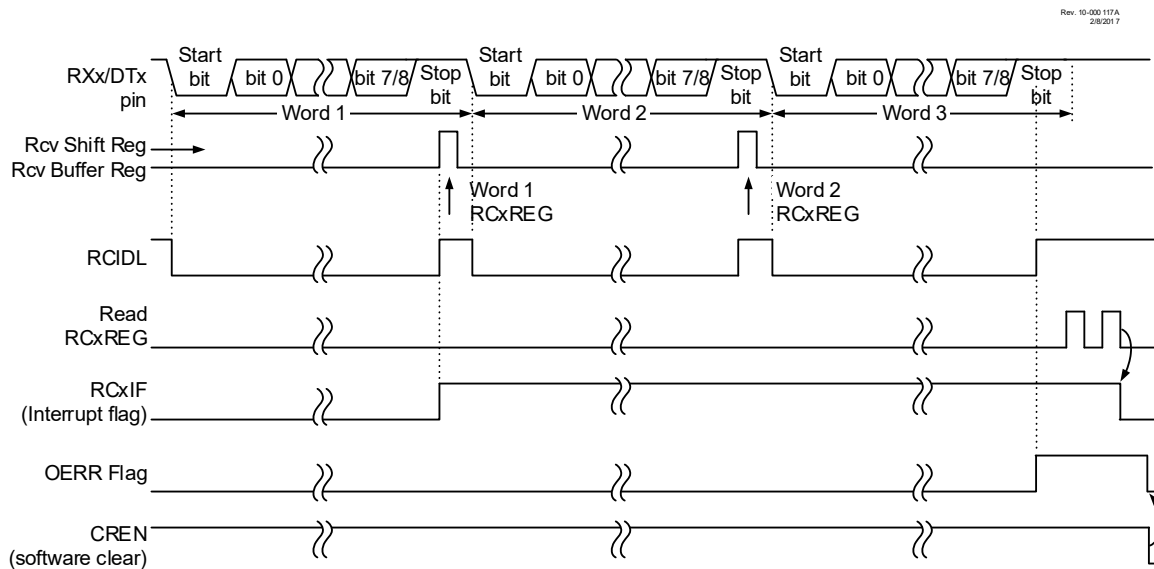 Rev. 10-000 117A
2/8/2017
RXx/DTx
pin
Start
bit
bit 0
bit 7/8
Stop
bit
Start
bit
bit 0
bit 7/8
Stop
bit
Start
bit
bit 0
bit 7/8
Stop
bit
Word 1
Word 2
Word 3
Rcv Shift Reg
Rcv Buffer Reg
Word 1
RCxREG
Word 2
RCxREG
RCIDL
Read
RCxREG
RCxIF
(Interrupt flag)
OERR Flag
CREN
(software clear)